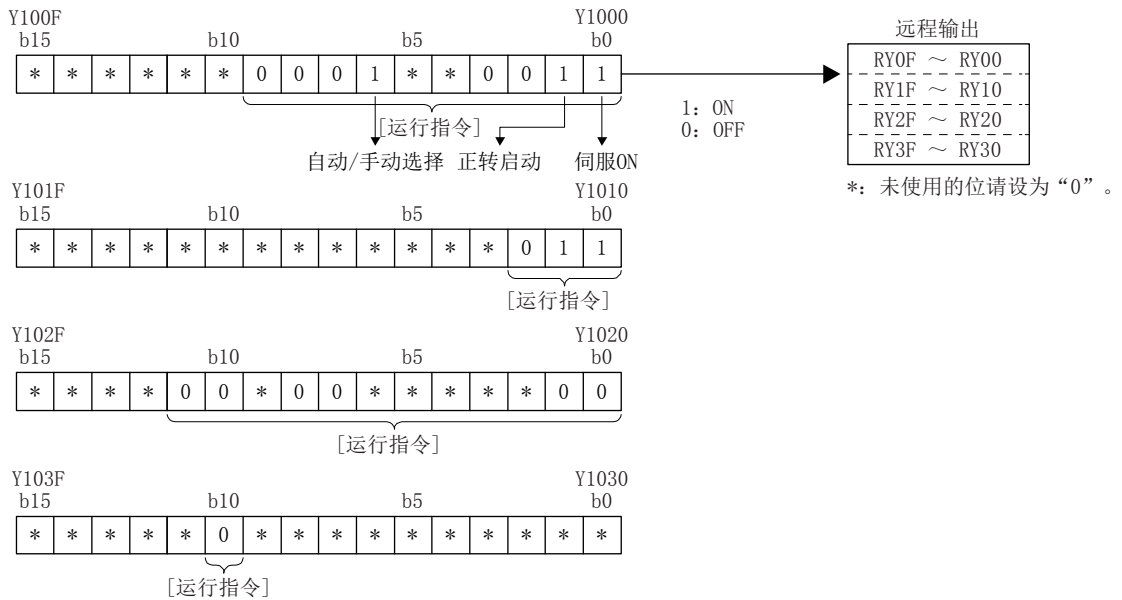 Y100F Y1000
b15 b10 b5 b0
* * * * * * 0 0 0 1 * * 0 0 1 1
[运行指令]
自动/手动选择 正转启动 伺服ON
1: ON
0: OFF
远程输出
RY0F ～ RY00
RY1F ～ RY10
RY2F ～ RY20
RY3F ～ RY30
*: 未使用的位请设为“0”。
Y101F Y1010
b15 b10 b5 b0
* * * * * * * * * * * * * 0 1 1
[运行指令]
Y102F Y1020
b15 b10 b5 b0
* * * * 0 0 * 0 0 * * * * * 0 0
[运行指令]
Y103F Y1030
b15 b10 b5 b0
* * * * * 0 * * * * * * * * * *
[运行指令]